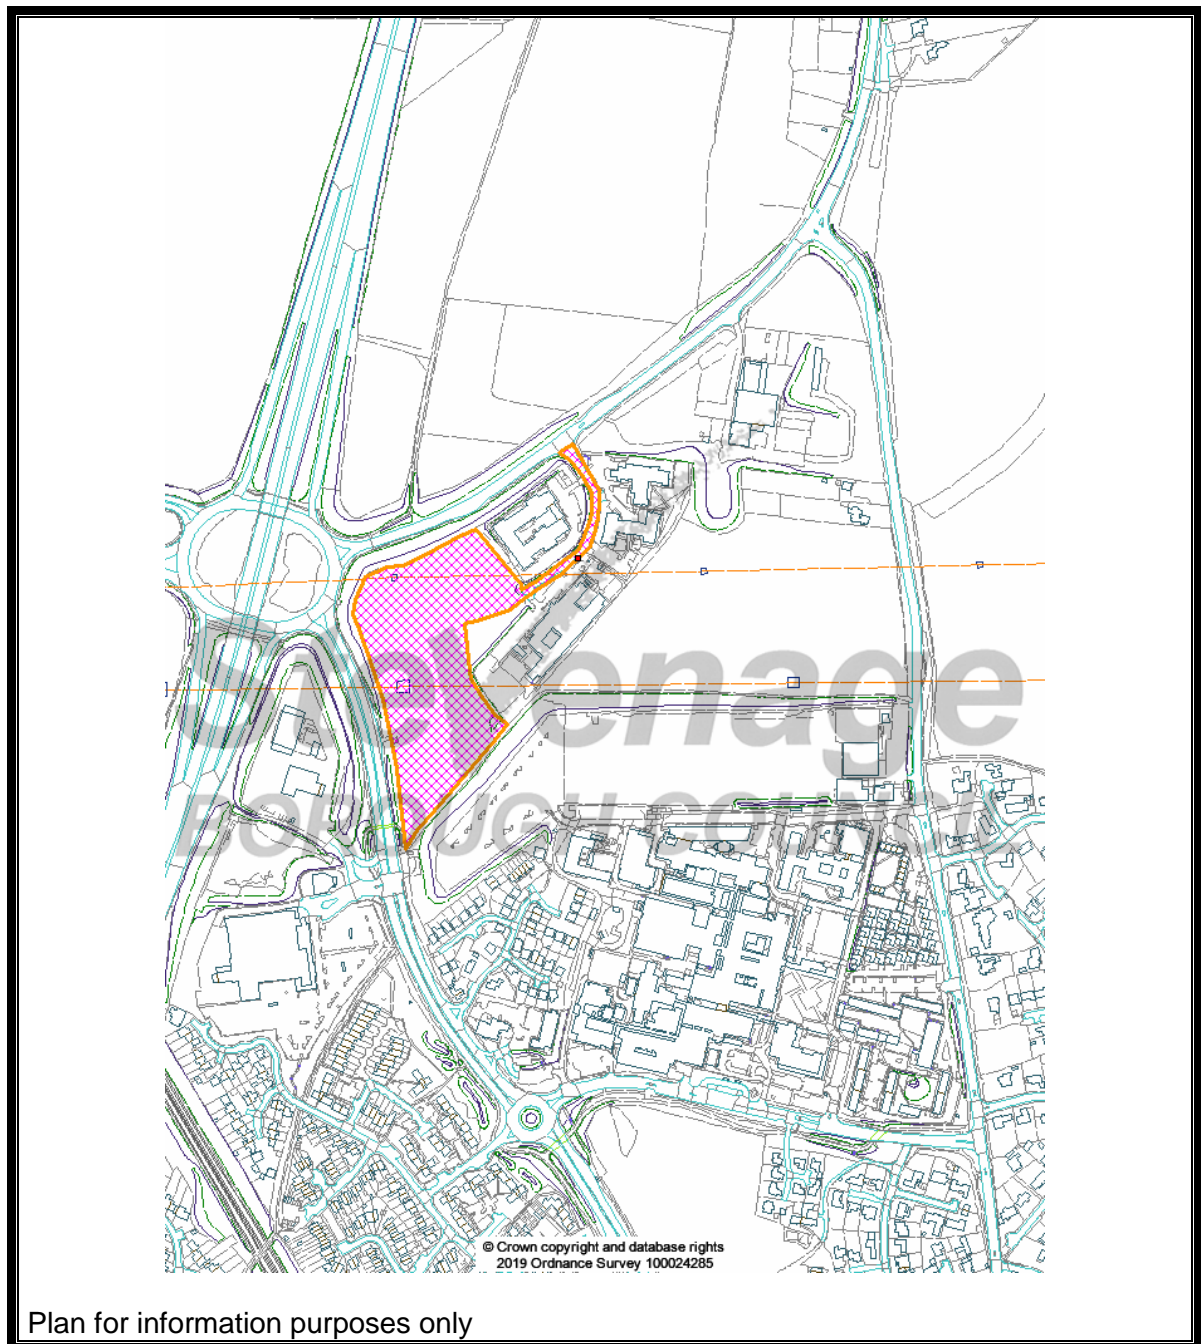 Stevenage
BOROUGH COUNCIL
© Crown copyright and database rights
2019 Ordnance Survey 100024285
Plan for information purposes only